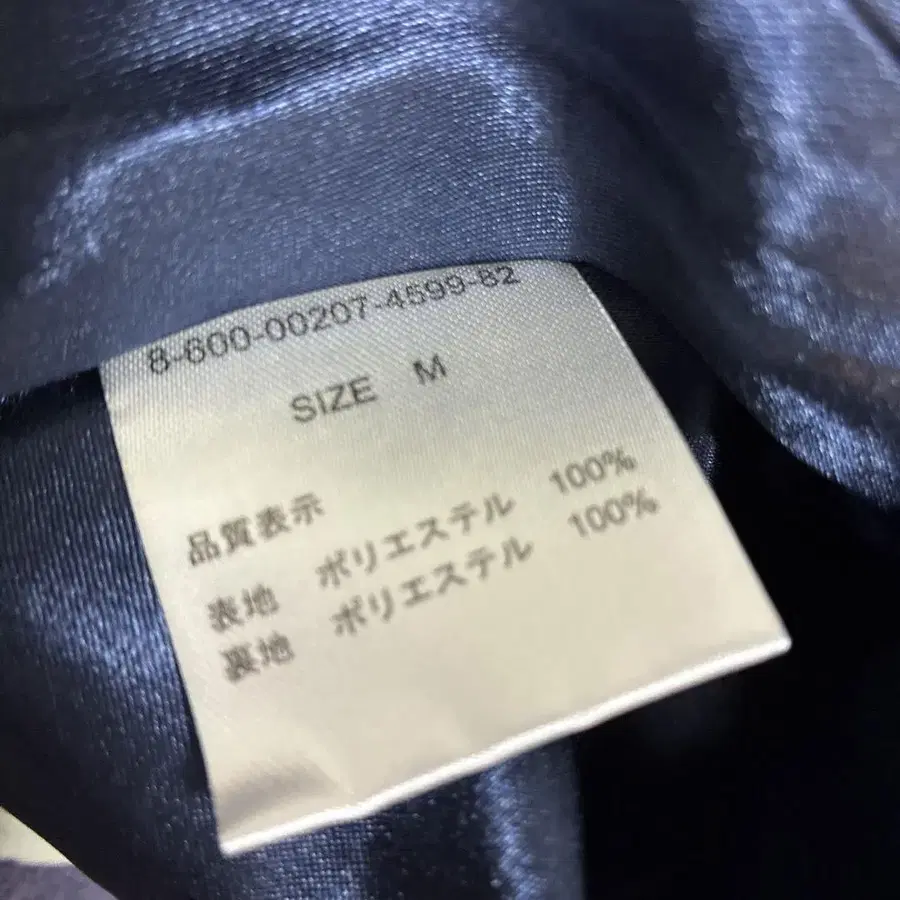 8-600-00207-4599-82
SIZE M
品質表示
表地 ポリエステル 100%
裏地 ポリエステル 100%